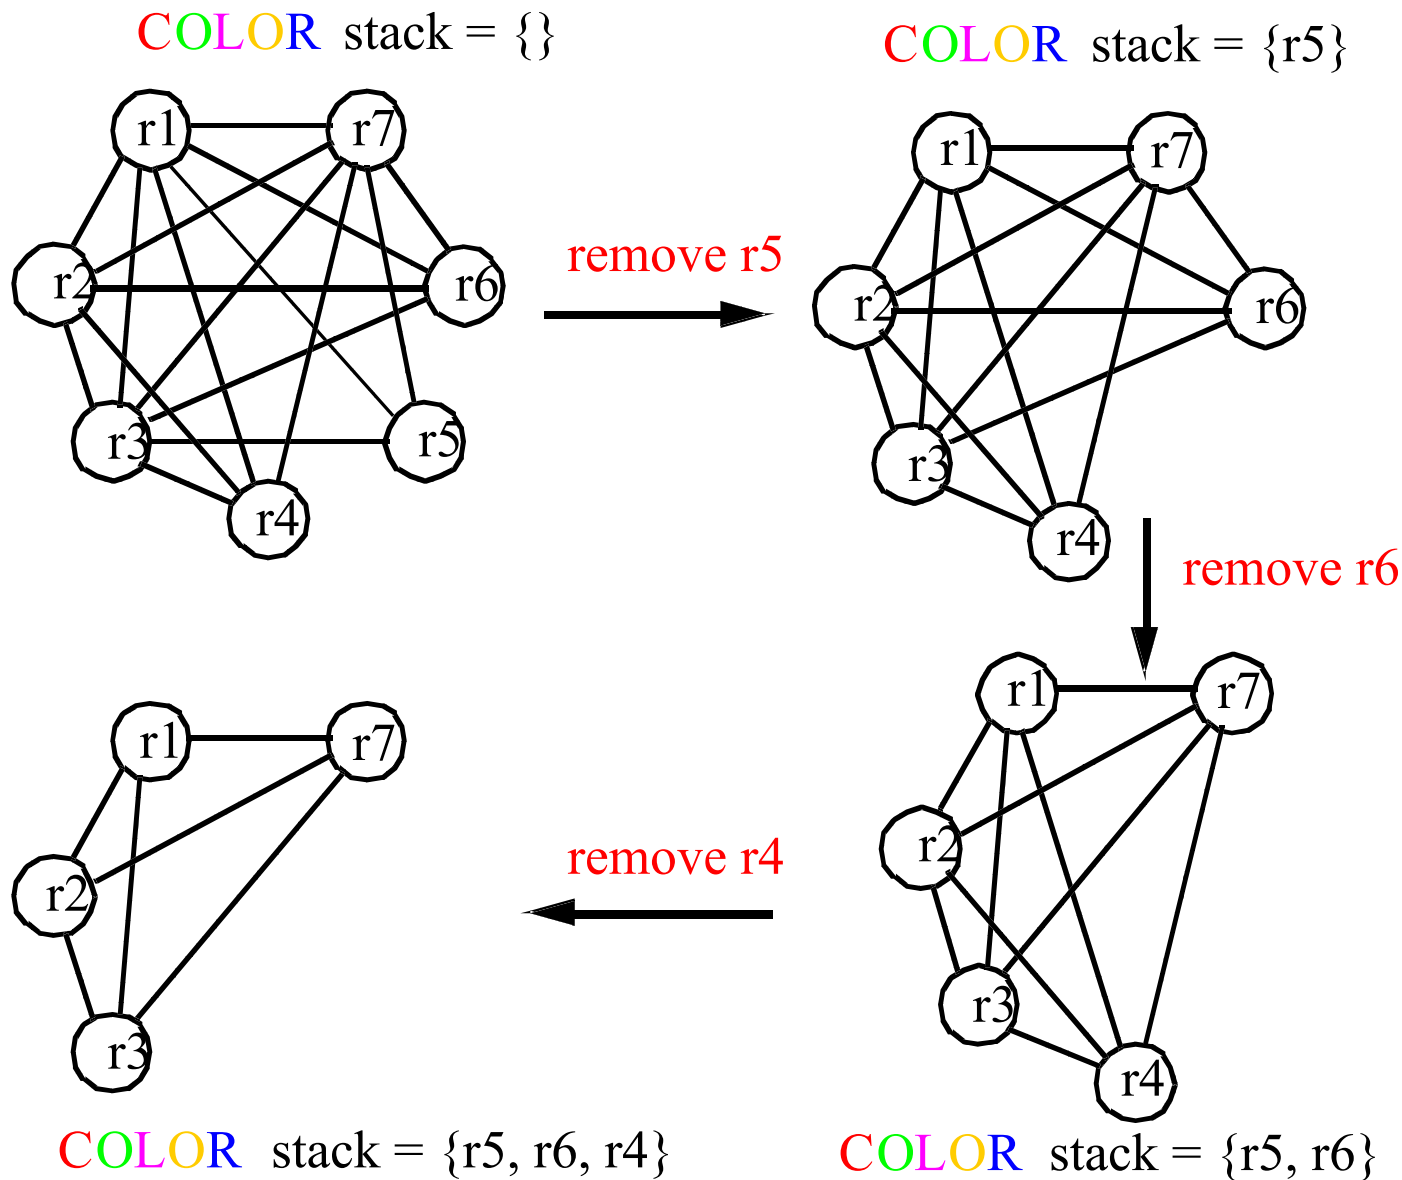 COLOR stack = {}
COLOR stack = {r5}
r1
r7
r2
r6
r3
r5
r4
remove r5
r1
r7
r2
r6
r3
r4
remove r6
r1
r7
r2
r3
r4
remove r4
r1
r7
r2
r3
COLOR stack = {r5, r6, r4}
COLOR stack = {r5, r6}